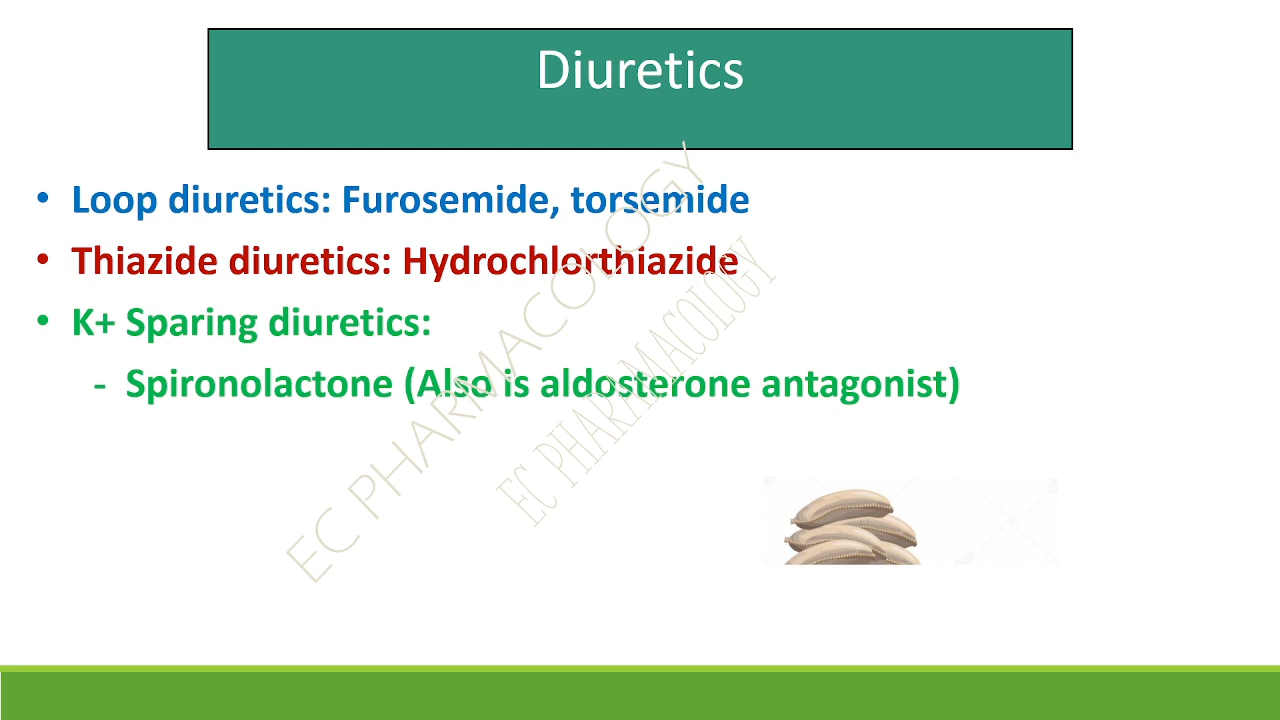 Diuretics
• Loop diuretics: Furosemide, torsemide
• Thiazide diuretics: Hydrochlorthiazide
• K+ Sparing diuretics:
- Spironolactone (Also is aldosterone antagonist)
EC PHARMACOLOGY
EC PHARMACOLOGY